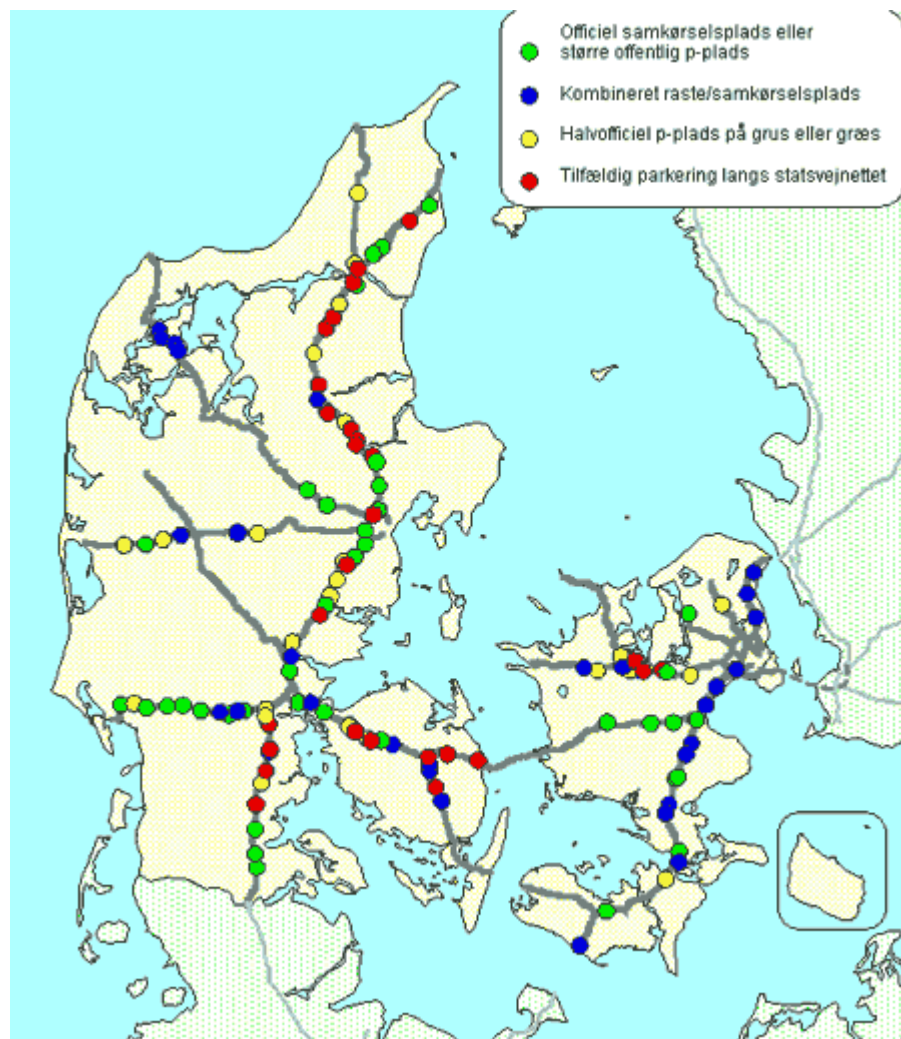 Officiel samkørselsplads eller
større offentlig p-plads
Kombineret raste/samkørselsplads
Halvofficiel p-plads på grus eller græs
Tilfældig parkering langs statsvejnettet